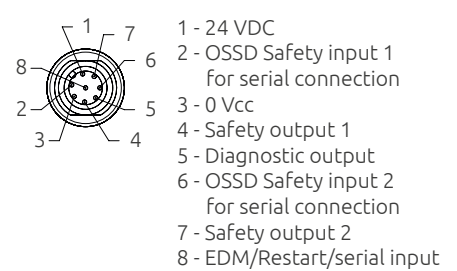 1
7
6
8
2
5
3
4
1 - 24 VDC
2 - OSSD Safety input 1
for serial connection
3 - 0 Vcc
4 - Safety output 1
5 - Diagnostic output
6 - OSSD Safety input 2
for serial connection
7 - Safety output 2
8 - EDM/Restart/serial input